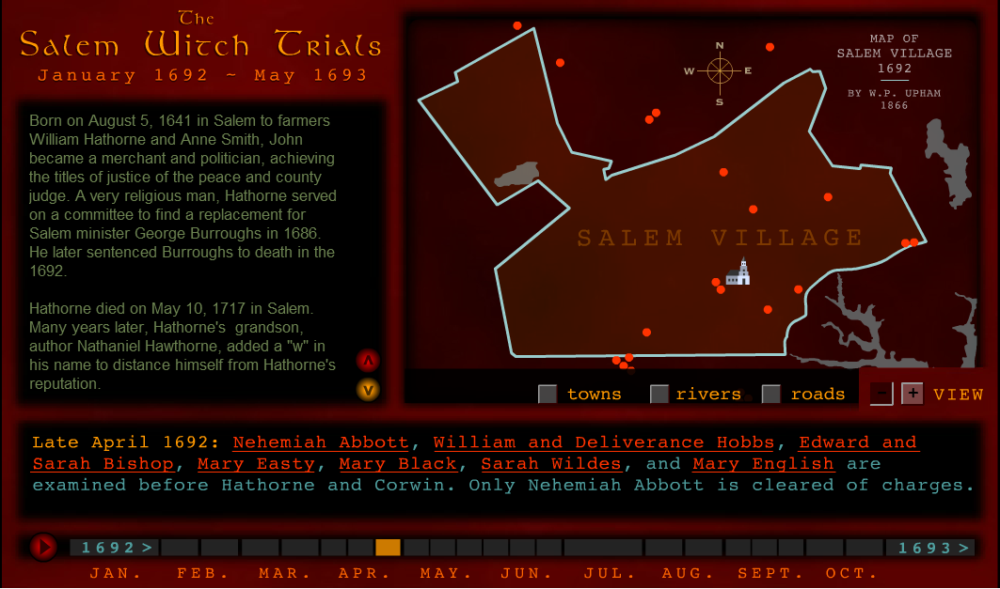 The
Salem Witch Trials
January 1692 ~ May 1693
Born on August 5, 1641 in Salem to farmers
William Hathorne and Anne Smith, John
became a merchant and politician, achieving
the titles of justice of the peace and county
judge. A very religious man, Hathorne served
on a committee to find a replacement for
Salem minister George Burroughs in 1686.
He later sentenced Burroughs to death in the
1692.
Hathorne died on May 10, 1717 in Salem.
Many years later, Hathorne's grandson,
author Nathaniel Hawthorne, added a "w" in
his name to distance himself from Hathorne's
reputation.
N
W E
S
MAP OF
SALEM VILLAGE
1692
BY W.P. UPHAM
1866
SALEM VILLAGE
towns rivers roads - + VIEW
Late April 1692: Nehemiah Abbott, William and Deliverance Hobbs, Edward and
Sarah Bishop, Mary Easty, Mary Black, Sarah Wildes, and Mary English are
examined before Hathorne and Corwin. Only Nehemiah Abbott is cleared of charges.
1692 > 1693 >
JAN. FEB. MAR. APR. MAY. JUN. JUL. AUG. SEPT. OCT.